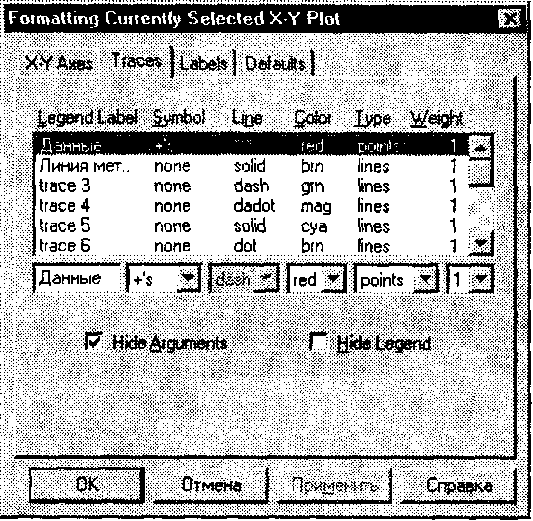 Formatting Currently Selected X-Y Plot
X-Y Axes Traces Labels Defaults
Legend Label Symbol Line Color Type Weight
Данные +'s red points 1
Линия мет.. none solid brn lines 1
trace 3 none dash grn lines 1
trace 4 none dadot mag lines 1
trace 5 none solid cya lines 1
trace 6 none dot brn lines 1
Данные +'s dash red points 1
Hide Arguments Hide Legend
OK Отмена Применить Справка